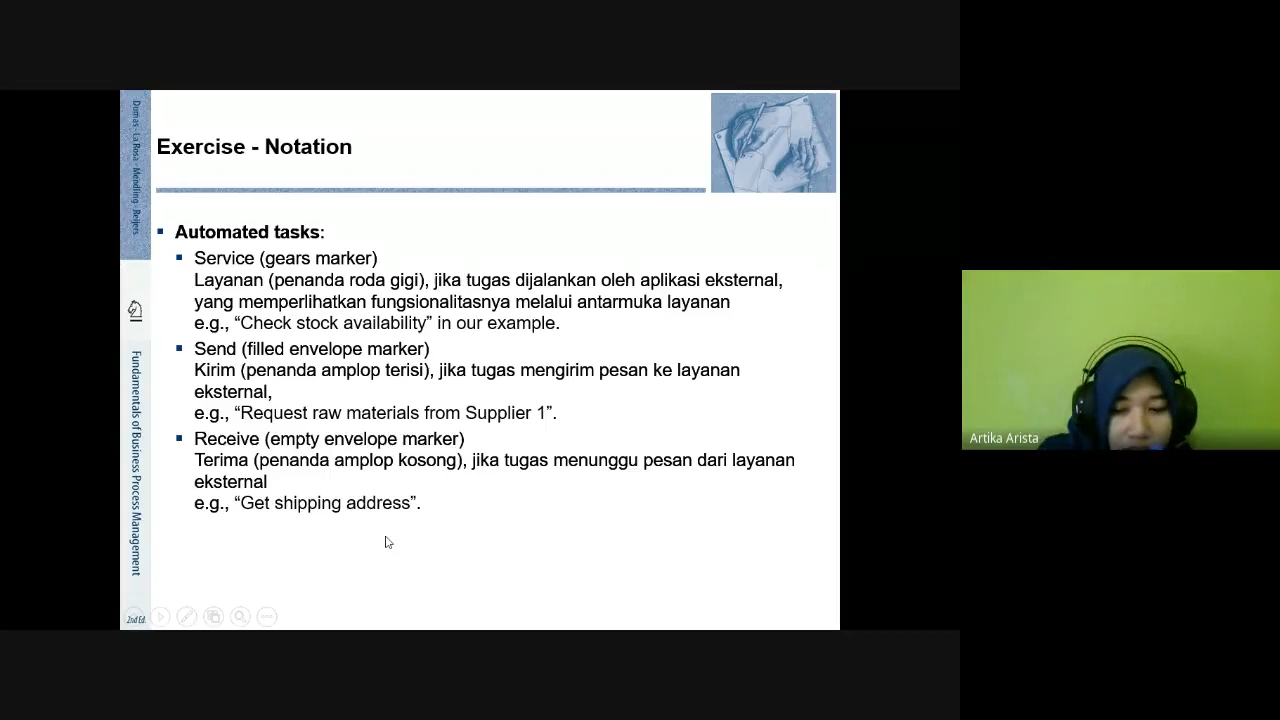 Dumas · La Rosa · Mendling · Reijers
Exercise - Notation
Automated tasks:
Service (gears marker)
Layanan (penanda roda gigi), jika tugas dijalankan oleh aplikasi eksternal,
yang memperlihatkan fungsionalitasnya melalui antarmuka layanan
e.g., “Check stock availability” in our example.
Send (filled envelope marker)
Kirim (penanda amplop terisi), jika tugas mengirim pesan ke layanan
eksternal,
e.g., “Request raw materials from Supplier 1”.
Receive (empty envelope marker)
Terima (penanda amplop kosong), jika tugas menunggu pesan dari layanan
eksternal
e.g., “Get shipping address”.
Fundamentals of Business Process Management
2nd Ed.
Artika Arista